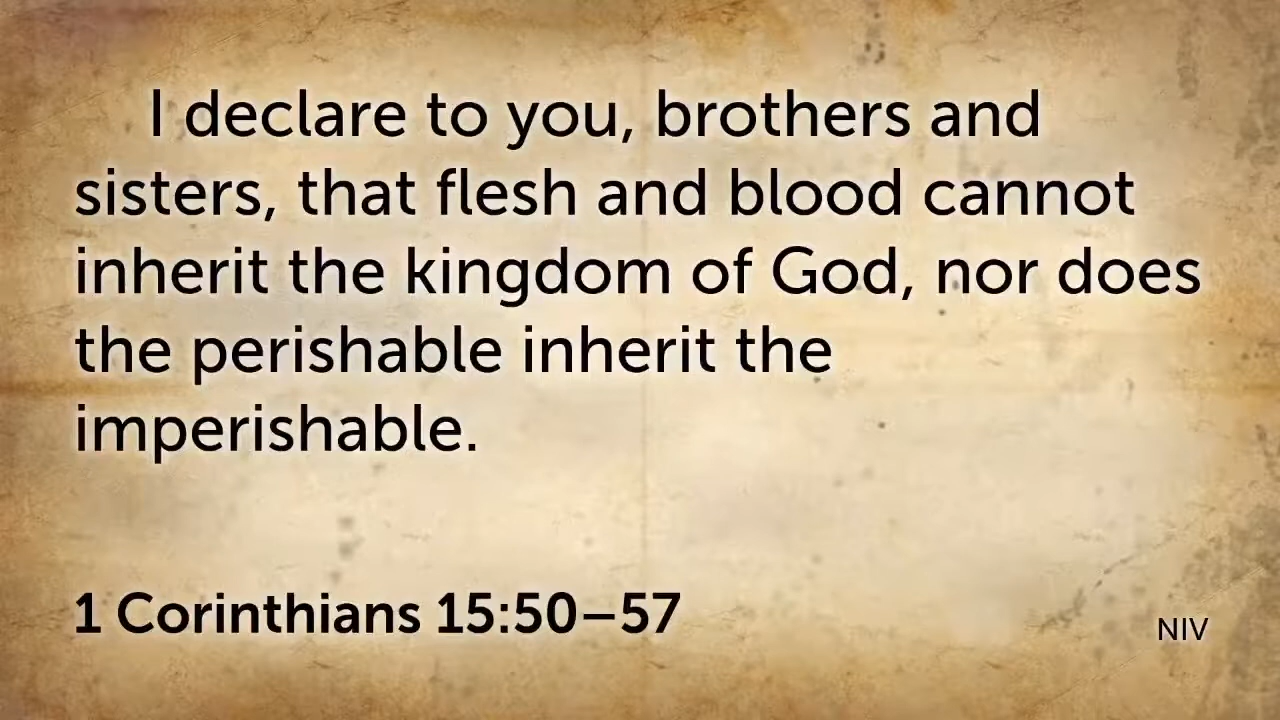 I declare to you, brothers and
sisters, that flesh and blood cannot
inherit the kingdom of God, nor does
the perishable inherit the
imperishable.
1 Corinthians 15:50–57
NIV